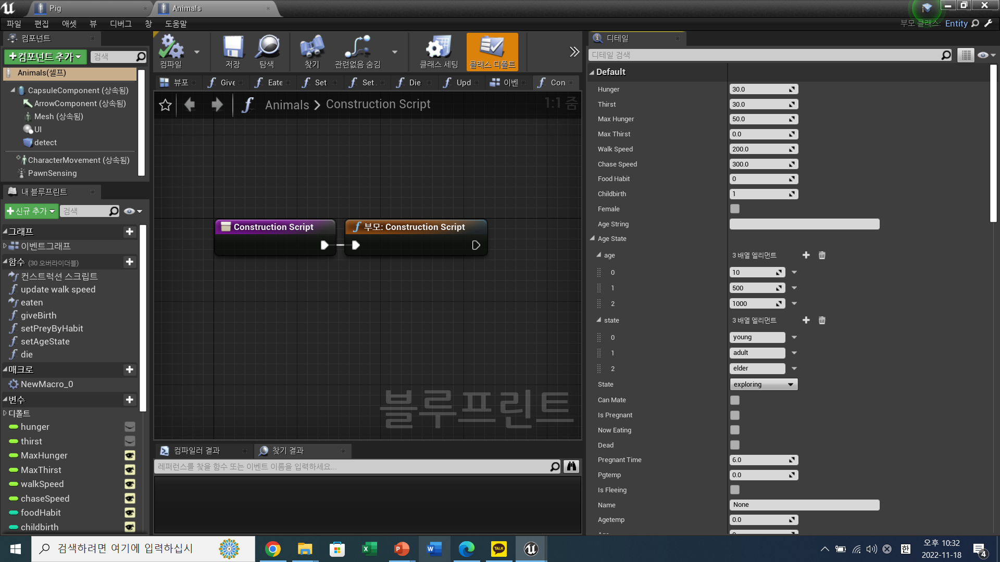 Pig
Animals
파일 편집 애셋 뷰 디버그 창 도움말
부모 클래스: Entity
컴포넌트
+컴포넌트 추가
검색
Animals(셀프)
CapsuleComponent (상속됨)
ArrowComponent (상속됨)
Mesh (상속됨)
UI
detect
CharacterMovement (상속됨)
PawnSensing
내 블루프린트
+신규 추가
검색
그래프
이벤트그래프
함수 (30 오버라이더블)
컨스트럭션 스크립트
update walk speed
eaten
giveBirth
setPreyByHabit
setAgeState
die
매크로
NewMacro_0
변수
디폴트
hunger
thirst
MaxHunger
MaxThirst
walkSpeed
chaseSpeed
foodHabit
childbirth
컴파일
저장
탐색
찾기
관련없음 숨김
클래스 세팅
클래스 디폴트
뷰포
Give
Eate
Set
Set
Die
Upd
이벤
Con
Animals > Construction Script
1:1 줌
Construction Script
부모: Construction Script
블루프린트
컴파일러 결과
찾기 결과
레퍼런스를 찾을 함수 또는 이벤트 이름을 입력하세요...
디테일
디테일 검색
Default
Hunger 30.0
Thirst 30.0
Max Hunger 50.0
Max Thirst 0.0
Walk Speed 200.0
Chase Speed 300.0
Food Habit 0
Childbirth 1
Female
Age String
Age State
age 3 배열 엘리먼트
0 10
1 500
2 1000
state 3 배열 엘리먼트
0 young
1 adult
2 elder
State exploring
Can Mate
Is Pregnant
Now Eating
Dead
Pregnant Time 6.0
Pgtemp 0.0
Is Fleeing
Name None
Agetemp 0.0
검색하려면 여기에 입력하십시
TALK
한
오후 10:32
2022-11-18
4